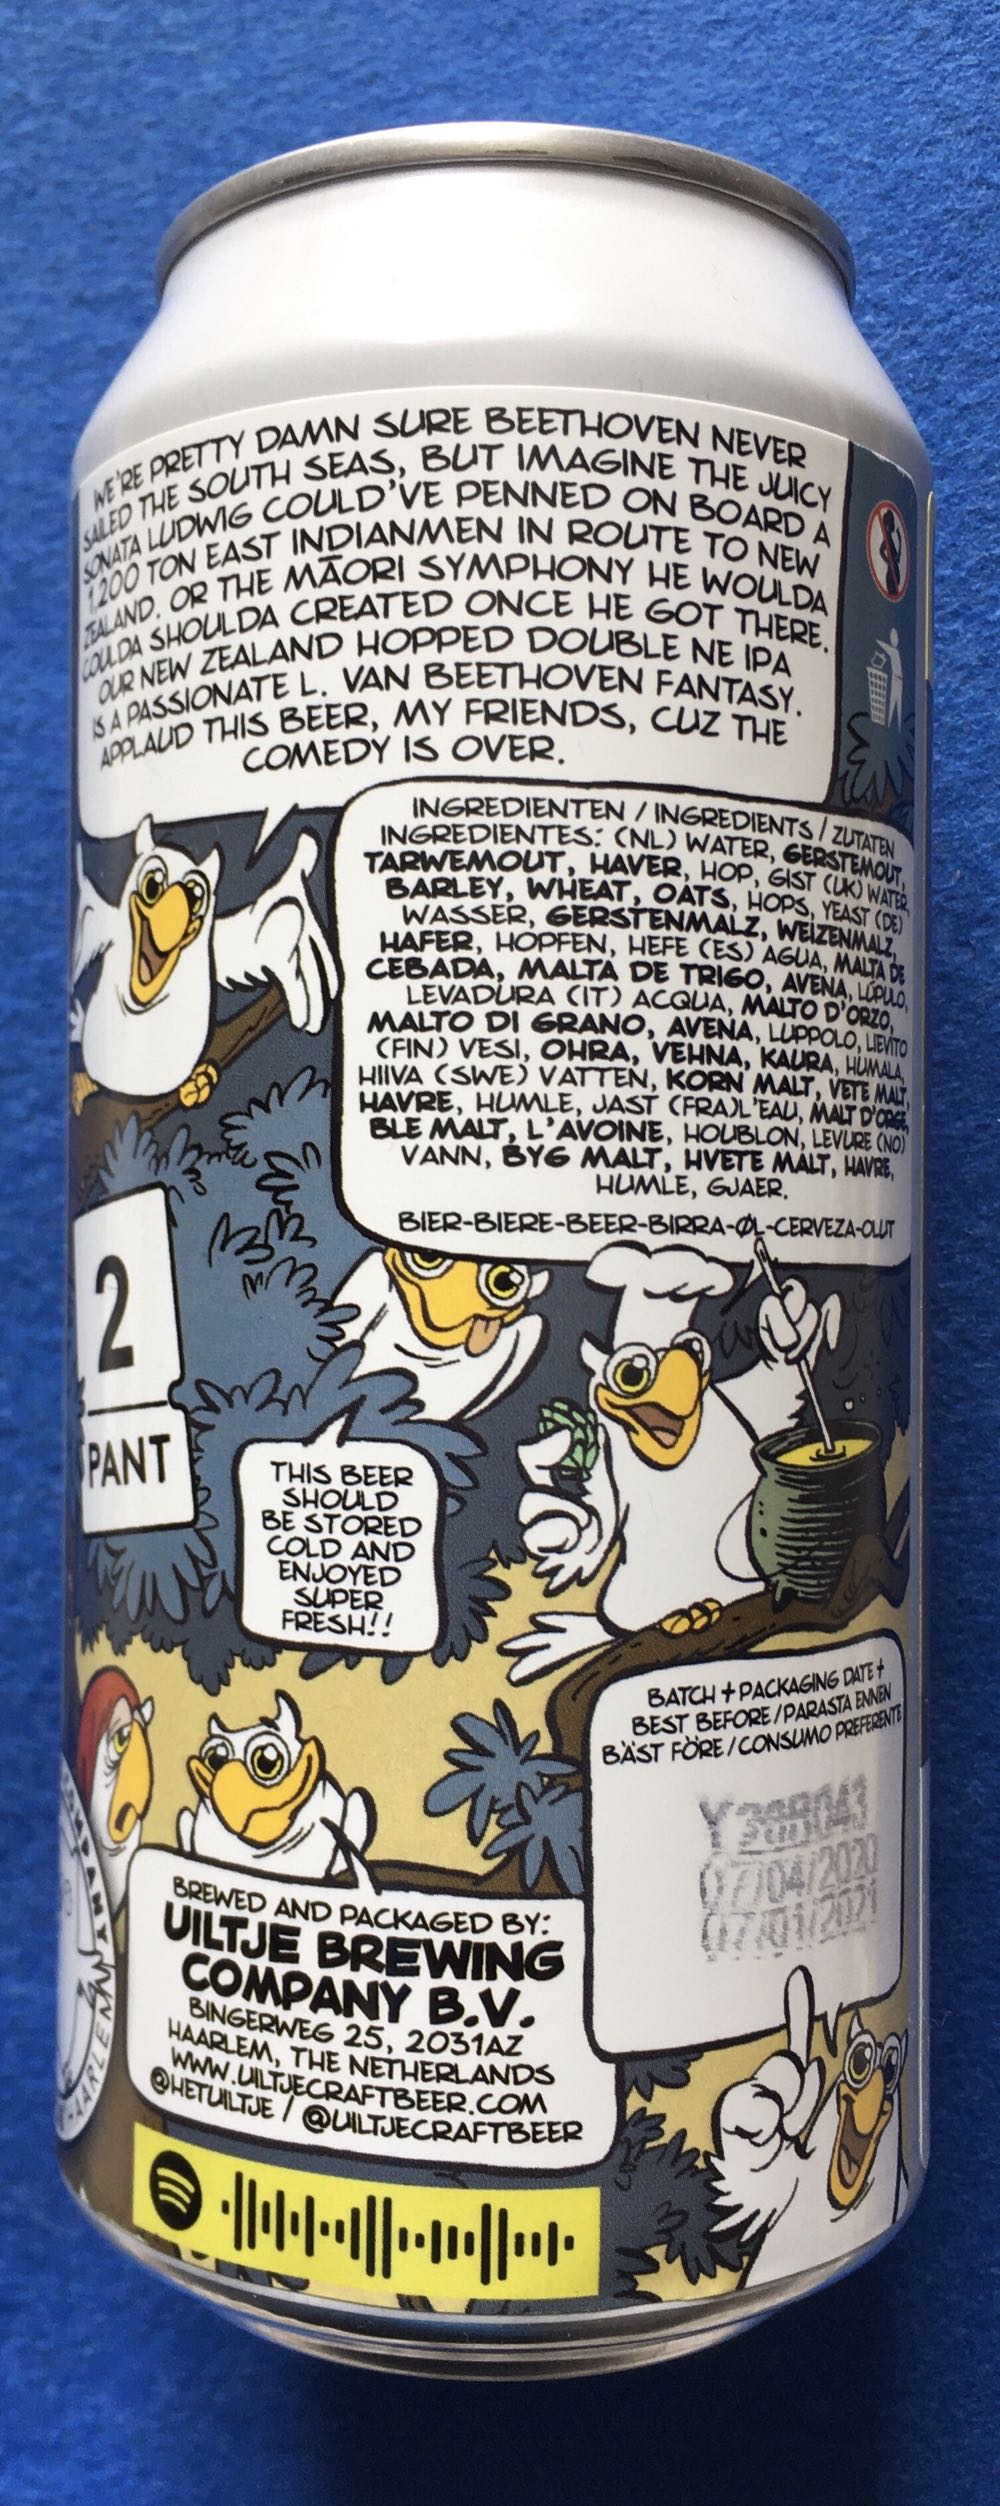 WE'RE PRETTY DAMN SURE BEETHOVEN NEVER
SAILED THE SOUTH SEAS, BUT IMAGINE THE JUICY
SONATA LUDWIG COULD'VE PENNED ON BOARD A
1,200 TON EAST INDIANMEN IN ROUTE TO NEW
ZEALAND. OR THE MĀORI SYMPHONY HE WOULDA
COULDA SHOULDA CREATED ONCE HE GOT THERE.
OUR NEW ZEALAND HOPPED DOUBLE NE IPA
IS A PASSIONATE L. VAN BEETHOVEN FANTASY.
APPLAUD THIS BEER, MY FRIENDS, CUZ THE
COMEDY IS OVER.
INGREDIENTEN / INGREDIENTS / ZUTATEN
INGREDIENTES: (NL) WATER, GERSTEMOUT,
TARWEMOUT, HAVER, HOP, GIST (UK) WATER,
BARLEY, WHEAT, OATS, HOPS, YEAST (DE)
WASSER, GERSTENMALZ, WEIZENMALZ,
HAFER, HOPFEN, HEFE (ES) AGUA, MALTA DE
CEBADA, MALTA DE TRIGO, AVENA, LÚPULO,
LEVADURA (IT) ACQUA, MALTO D'ORZO,
MALTO DI GRANO, AVENA, LUPPOLO, LIEVITO
(FIN) VESI, OHRA, VEHNA, KAURA, HUMALA,
HIIVA (SWE) VATTEN, KORN MALT, VETE MALT,
HAVRE, HUMLE, JAST (FRA)L'EAU, MALT D'ORGE,
BLE MALT, L'AVOINE, HOUBLON, LEVURE (NO)
VANN, BYG MALT, HVETE MALT, HAVRE,
HUMLE, GJAER.
BIER-BIERE-BEER-BIRRA-ØL-CERVEZA-OLUT
2
PANT
THIS BEER
SHOULD
BE STORED
COLD AND
ENJOYED
SUPER
FRESH!!
BATCH + PACKAGING DATE +
BEST BEFORE / PARASTA ENNEN
BÄST FÖRE / CONSUMO PREFERENTE
07/04/2020
07/01/2021
BREWED AND PACKAGED BY:
UILTJE BREWING
COMPANY B.V.
BINGERWEG 25, 2031AZ
HAARLEM, THE NETHERLANDS
WWW.UILTJECRAFTBEER.COM
@HETUILTJE / @UILTJECRAFTBEER
COMPANY
HAARLEM